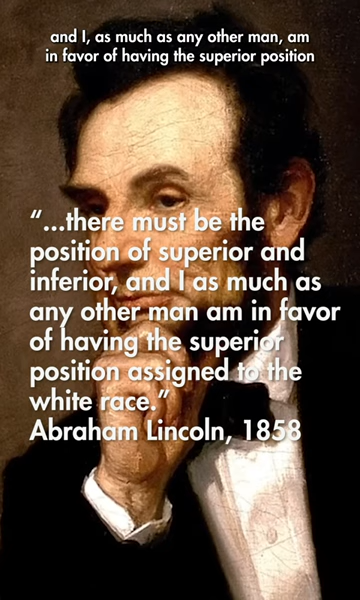 and I, as much as any other man, am
in favor of having the superior position
“...there must be the
position of superior and
inferior, and I as much as
any other man am in favor
of having the superior
position assigned to the
white race.”
Abraham Lincoln, 1858